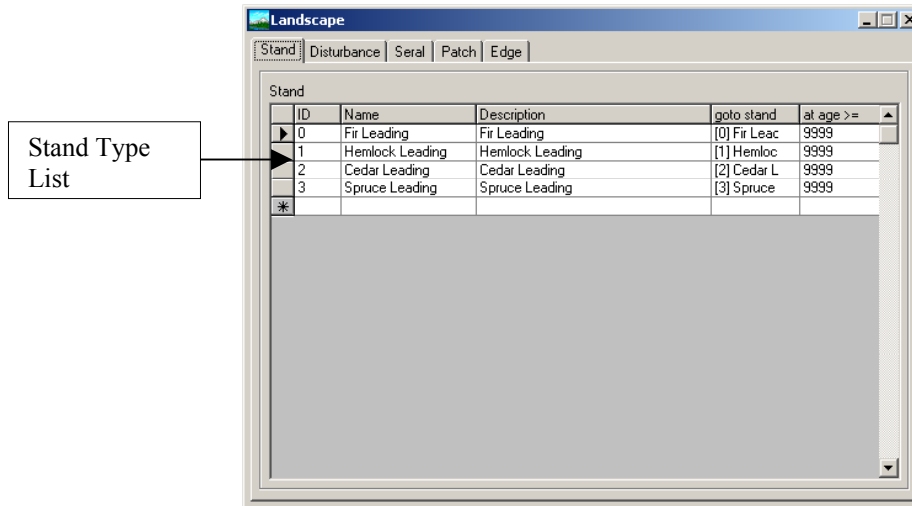 Landscape
Stand Disturbance Seral Patch Edge
Stand
ID Name Description goto stand at age >=
0 Fir Leading Fir Leading [0] Fir Leac 9999
1 Hemlock Leading Hemlock Leading [1] Hemloc 9999
2 Cedar Leading Cedar Leading [2] Cedar L 9999
3 Spruce Leading Spruce Leading [3] Spruce 9999
Stand Type
List